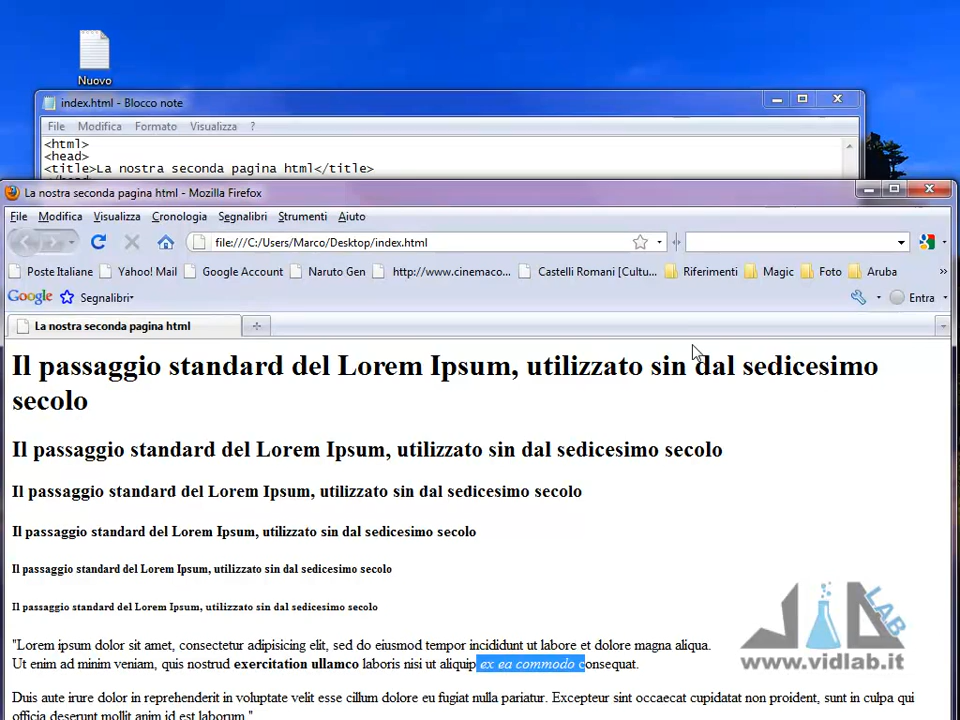 Nuovo
index.html - Blocco note
File Modifica Formato Visualizza ?
<html>
<head>
<title>La nostra seconda pagina html</title>
La nostra seconda pagina html - Mozilla Firefox
File Modifica Visualizza Cronologia Segnalibri Strumenti Aiuto
file:///C:/Users/Marco/Desktop/index.html
Poste Italiane Yahoo! Mail Google Account Naruto Gen http://www.cinemaco... Castelli Romani [Cultu... Riferimenti Magic Foto Aruba »
Google Segnalibri Entra
La nostra seconda pagina html
Il passaggio standard del Lorem Ipsum, utilizzato sin dal sedicesimo
secolo
Il passaggio standard del Lorem Ipsum, utilizzato sin dal sedicesimo secolo
Il passaggio standard del Lorem Ipsum, utilizzato sin dal sedicesimo secolo
Il passaggio standard del Lorem Ipsum, utilizzato sin dal sedicesimo secolo
Il passaggio standard del Lorem Ipsum, utilizzato sin dal sedicesimo secolo
Il passaggio standard del Lorem Ipsum, utilizzato sin dal sedicesimo secolo
"Lorem ipsum dolor sit amet, consectetur adipisicing elit, sed do eiusmod tempor incididunt ut labore et dolore magna aliqua.
Ut enim ad minim veniam, quis nostrud exercitation ullamco laboris nisi ut aliquip ex ea commodo consequat.
LAB
www.vidlab.it
Duis aute irure dolor in reprehenderit in voluptate velit esse cillum dolore eu fugiat nulla pariatur. Excepteur sint occaecat cupidatat non proident, sunt in culpa qui
officia deserunt mollit anim id est laborum."